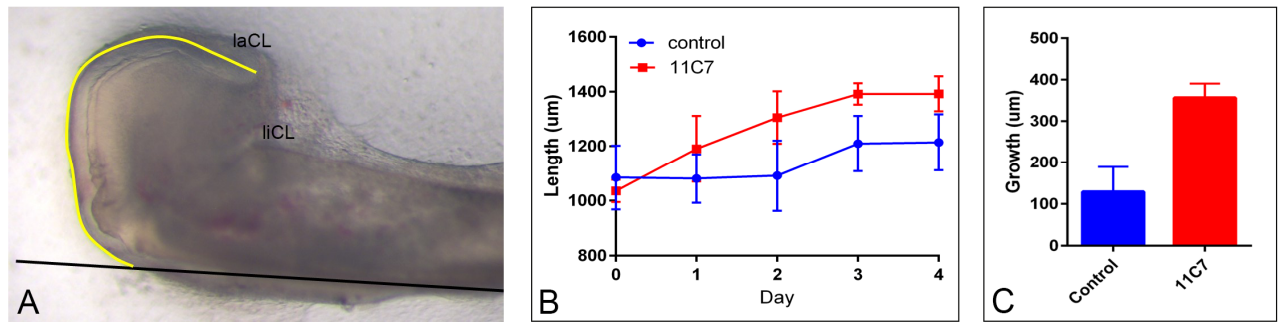 laCL
liCL
A
Length (um)
1600
1400
1200
1000
800
control
11C7
0 1 2 3 4
Day
B
Growth (um)
500
400
300
200
100
0
Control
11C7
C